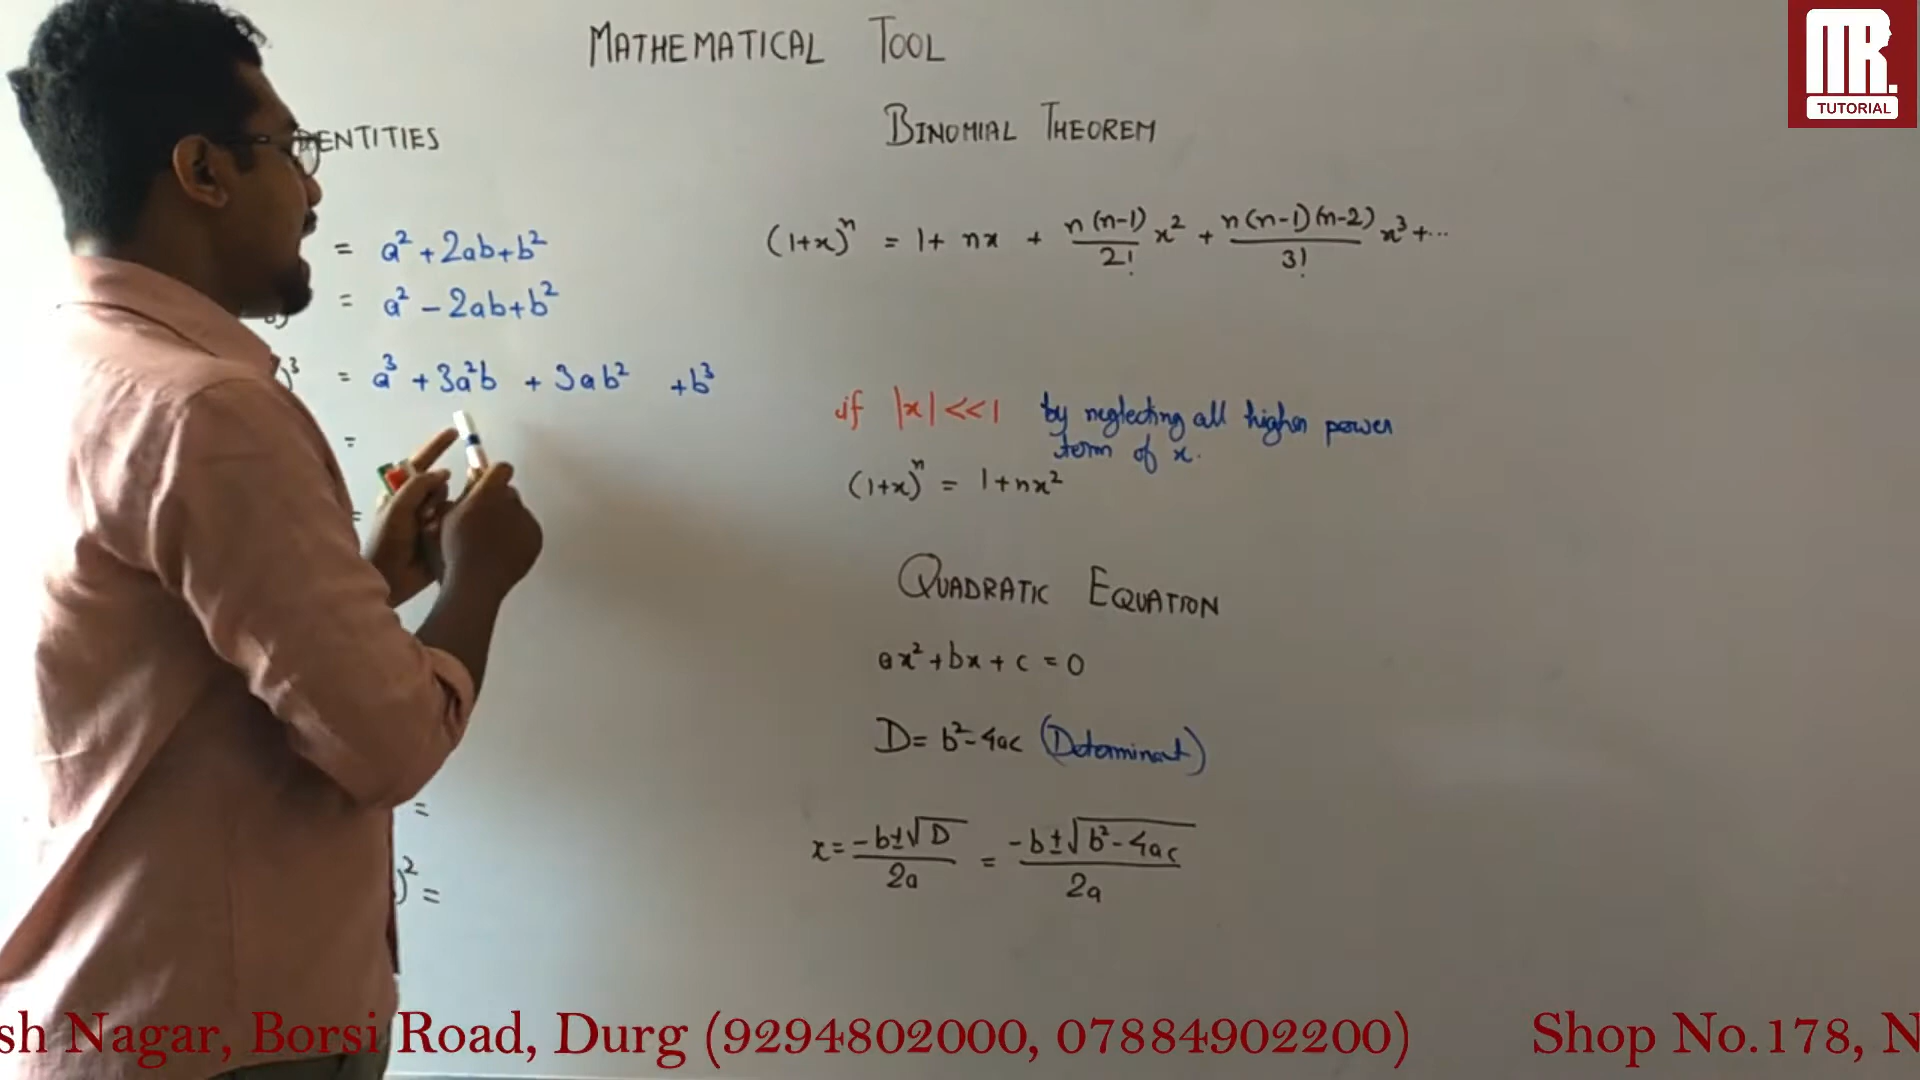 MATHEMATICAL TOOL
MR.
TUTORIAL
ENTITIES
= a² + 2ab + b²
= a² - 2ab + b²
)³ = a³ + 3a²b + 3ab² + b³
=
=
=
)² =
BINOMIAL THEOREM
(1+x)ⁿ = 1 + nx + n(n-1)/2! x² + n(n-1)(n-2)/3! x³ + ...
if |x| << 1 by neglecting all higher power
term of x.
(1+x)ⁿ = 1 + nx²
QUADRATIC EQUATION
ax² + bx + c = 0
D = b² - 4ac (Determinant)
x = -b ± √D / 2a = -b ± √b² - 4ac / 2a
sh Nagar, Borsi Road, Durg (9294802000, 07884902200) Shop No.178, N